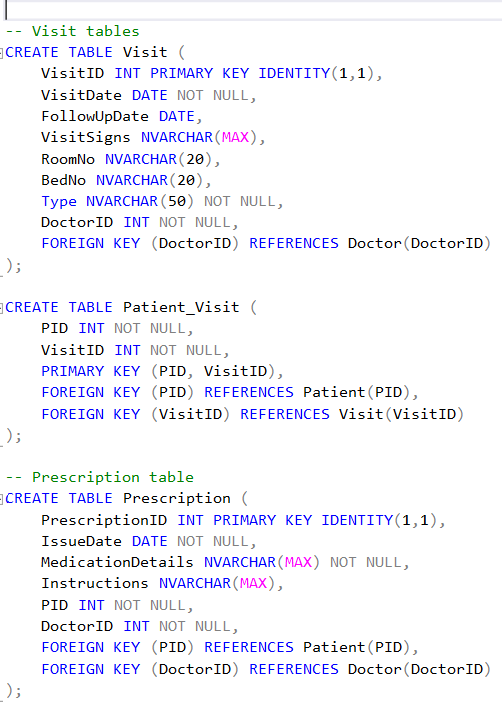 -- Visit tables
CREATE TABLE Visit (
    VisitID INT PRIMARY KEY IDENTITY(1,1),
    VisitDate DATE NOT NULL,
    FollowUpDate DATE,
    VisitSigns NVARCHAR(MAX),
    RoomNo NVARCHAR(20),
    BedNo NVARCHAR(20),
    Type NVARCHAR(50) NOT NULL,
    DoctorID INT NOT NULL,
    FOREIGN KEY (DoctorID) REFERENCES Doctor(DoctorID)
);

CREATE TABLE Patient_Visit (
    PID INT NOT NULL,
    VisitID INT NOT NULL,
    PRIMARY KEY (PID, VisitID),
    FOREIGN KEY (PID) REFERENCES Patient(PID),
    FOREIGN KEY (VisitID) REFERENCES Visit(VisitID)
);

-- Prescription table
CREATE TABLE Prescription (
    PrescriptionID INT PRIMARY KEY IDENTITY(1,1),
    IssueDate DATE NOT NULL,
    MedicationDetails NVARCHAR(MAX) NOT NULL,
    Instructions NVARCHAR(MAX),
    PID INT NOT NULL,
    DoctorID INT NOT NULL,
    FOREIGN KEY (PID) REFERENCES Patient(PID),
    FOREIGN KEY (DoctorID) REFERENCES Doctor(DoctorID)
);